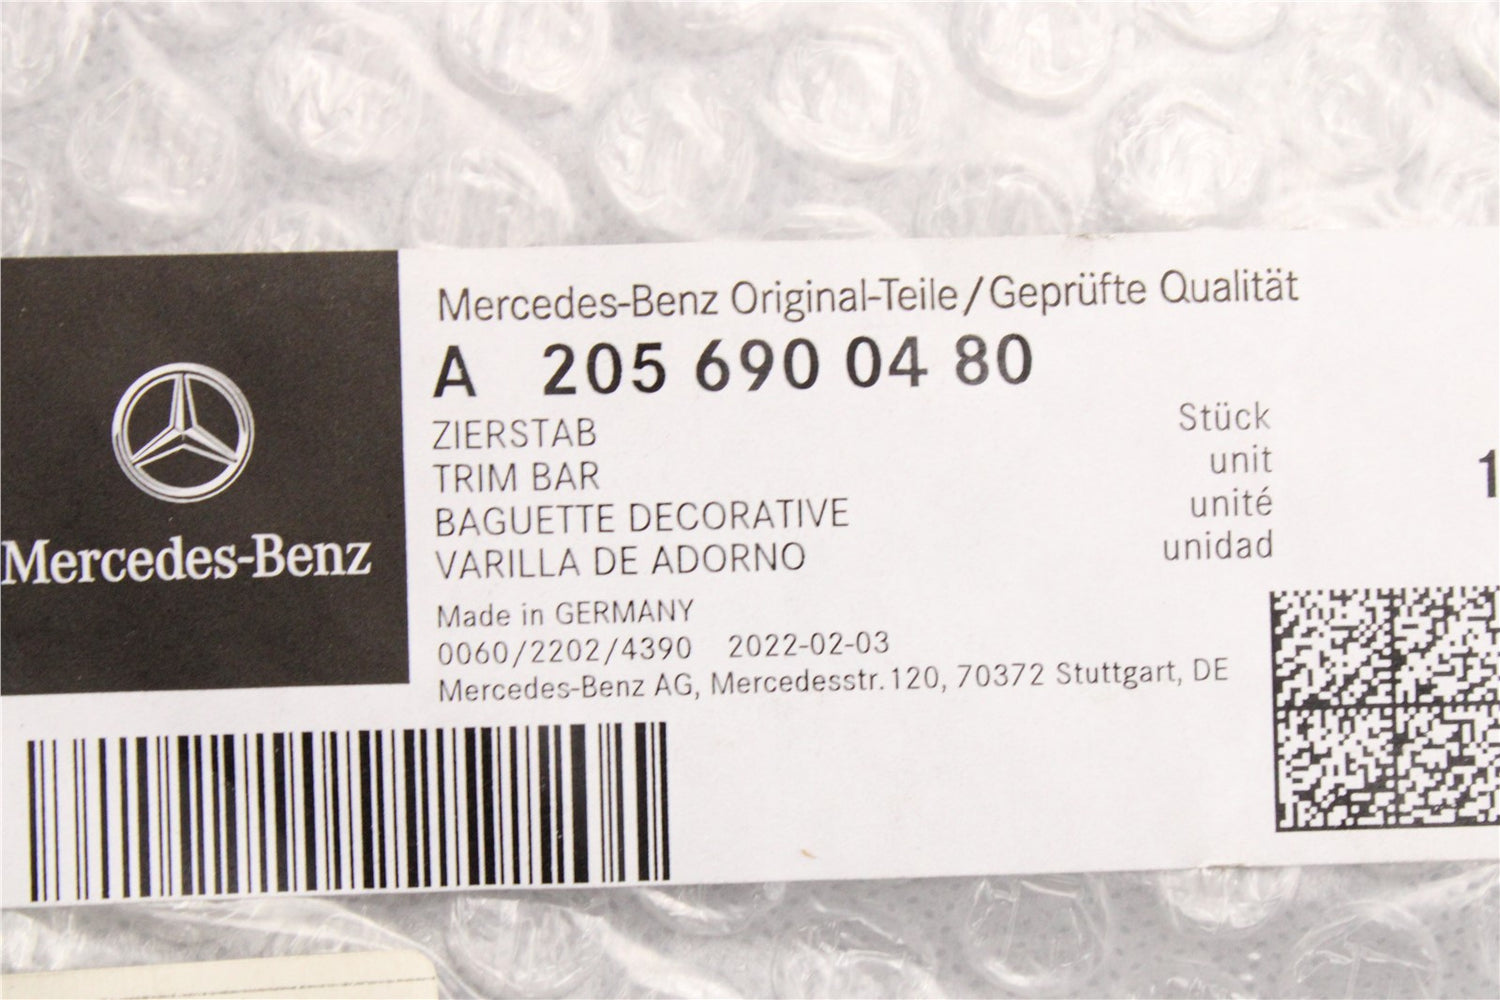 Mercedes-Benz
Mercedes-Benz Original-Teile/Geprüfte Qualität
A 205 690 04 80
ZIERSTAB
TRIM BAR
BAGUETTE DECORATIVE
VARILLA DE ADORNO
Stück
unit
unité
unidad
1
Made in GERMANY
0060/2202/4390 2022-02-03
Mercedes-Benz AG, Mercedesstr.120, 70372 Stuttgart, DE